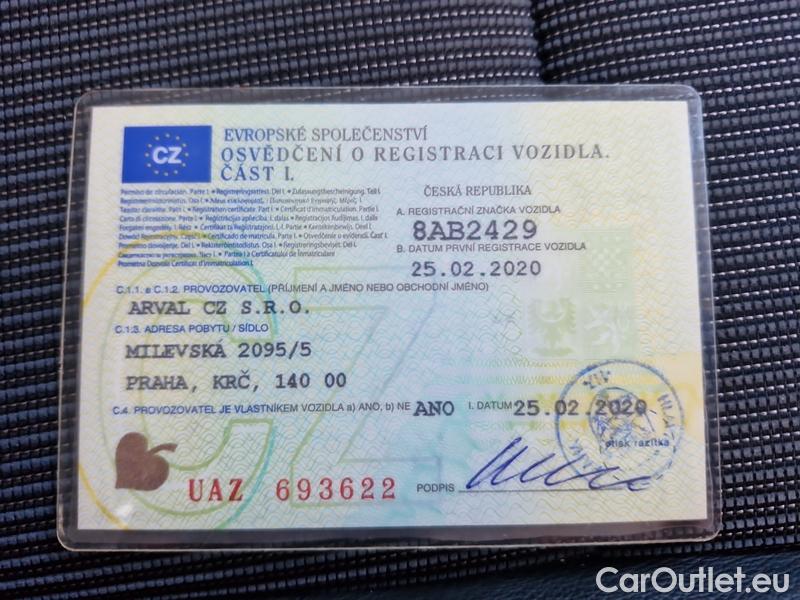 CZ
EVROPSKÉ SPOLEČENSTVÍ
OSVĚDČENÍ O REGISTRACI VOZIDLA.
ČÁST I.
ČESKÁ REPUBLIKA
A. REGISTRAČNÍ ZNAČKA VOZIDLA
8AB2429
B. DATUM PRVNÍ REGISTRACE VOZIDLA
25.02.2020
C.1.1. a C.1.2. PROVOZOVATEL (PŘÍJMENÍ A JMÉNO NEBO OBCHODNÍ JMÉNO)
ARVAL CZ S.R.O.
C.1.3. ADRESA POBYTU / SÍDLO
MILEVSKÁ 2095/5
PRAHA, KRČ, 140 00
C.4. PROVOZOVATEL JE VLASTNÍKEM VOZIDLA a) ANO, b) NE ANO I. DATUM 25.02.2020
otisk razítka
UAZ 693622
PODPIS
CarOutlet.eu